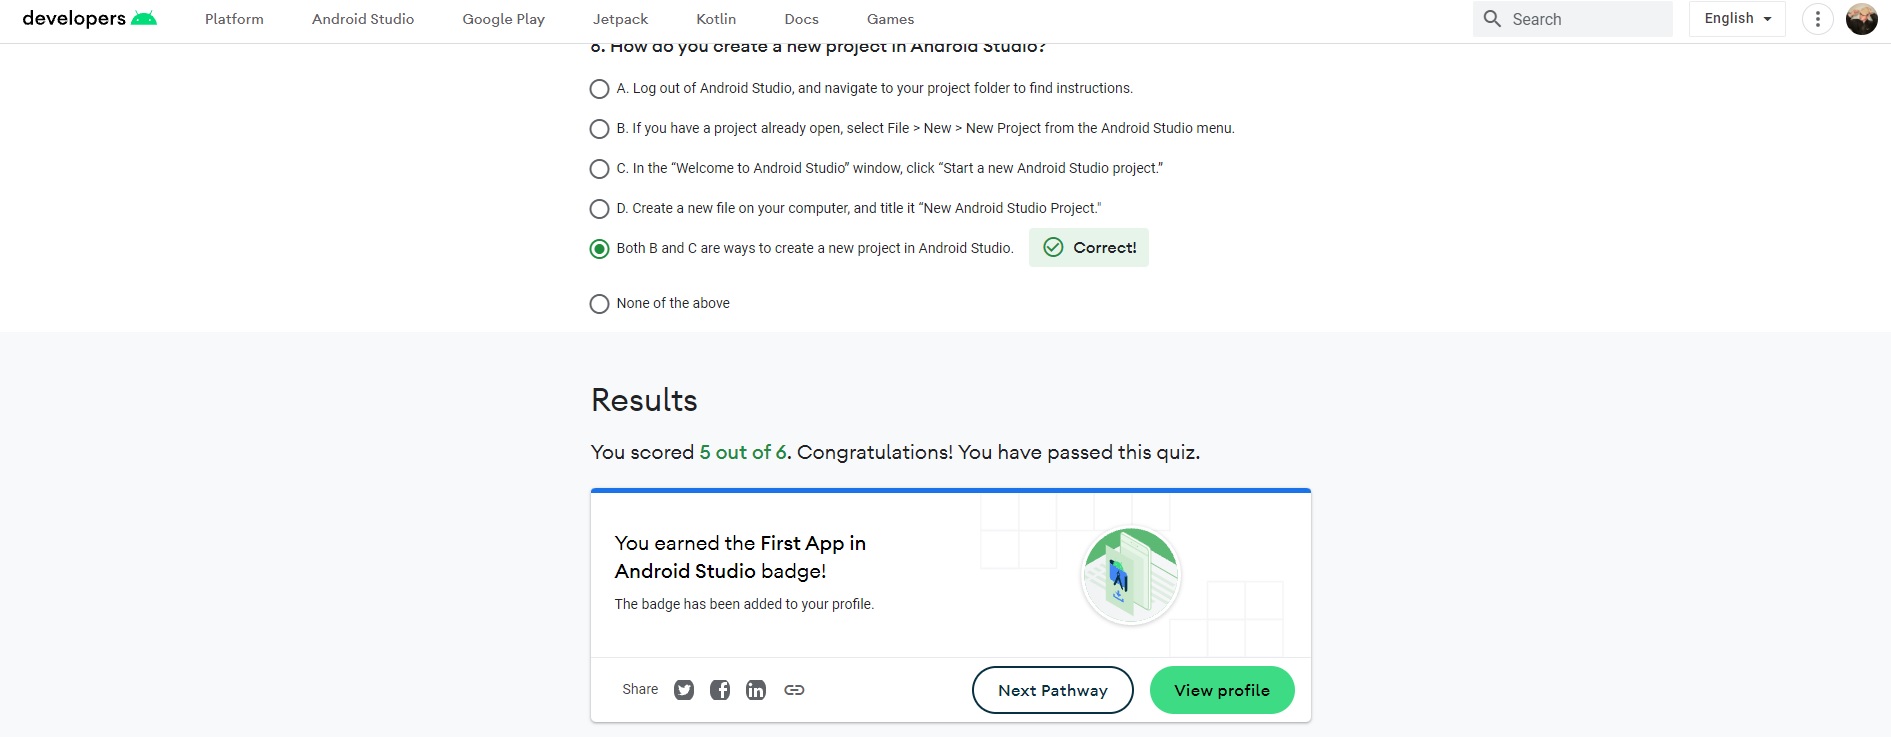 developers Platform Android Studio Google Play Jetpack Kotlin Docs Games Search English
6. How do you create a new project in Android Studio?
A. Log out of Android Studio, and navigate to your project folder to find instructions.
B. If you have a project already open, select File > New > New Project from the Android Studio menu.
C. In the “Welcome to Android Studio” window, click “Start a new Android Studio project.”
D. Create a new file on your computer, and title it “New Android Studio Project."
Both B and C are ways to create a new project in Android Studio. Correct!
None of the above
Results
You scored 5 out of 6. Congratulations! You have passed this quiz.
You earned the First App in
Android Studio badge!
The badge has been added to your profile.
Share Next Pathway View profile